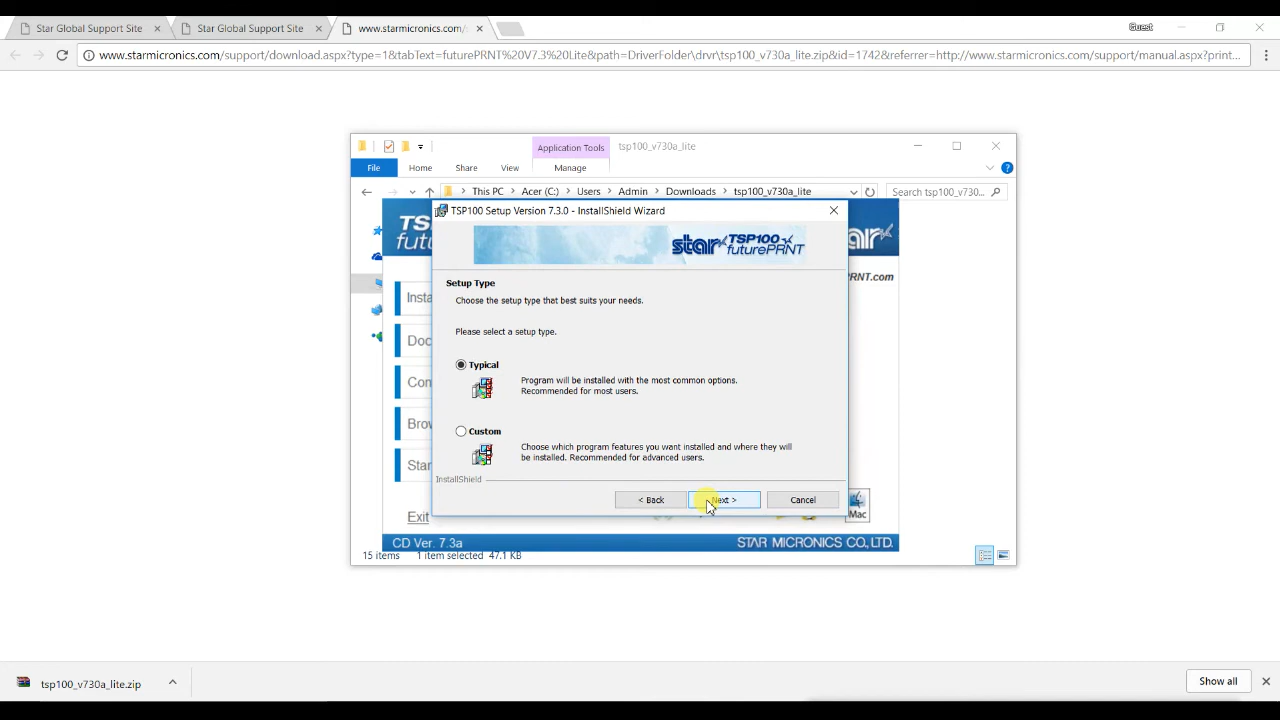 Star Global Support Site
Star Global Support Site
www.starmicronics.com/
Guest
www.starmicronics.com/support/download.aspx?type=1&tabText=futurePRNT%20V7.3%20Lite&path=DriverFolder\drvr\tsp100_v730a_lite.zip&id=1742&referrer=http://www.starmicronics.com/support/manual.aspx?print...
Application Tools
tsp100_v730a_lite
File
Home
Share
View
Manage
This PC > Acer (C:) > Users > Admin > Downloads > tsp100_v730a_lite
Search tsp100_v730...
TSP100 Setup Version 7.3.0 - InstallShield Wizard
star TSP100
futurePRNT
Setup Type
Choose the setup type that best suits your needs.
Please select a setup type.
Typical
Program will be installed with the most common options.
Recommended for most users.
Custom
Choose which program features you want installed and where they will
be installed. Recommended for advanced users.
InstallShield
< Back
Next >
Cancel
Exit
Mac
CD Ver. 7.3a
STAR MICRONICS CO., LTD.
15 items
1 item selected 47.1 KB
tsp100_v730a_lite.zip
Show all